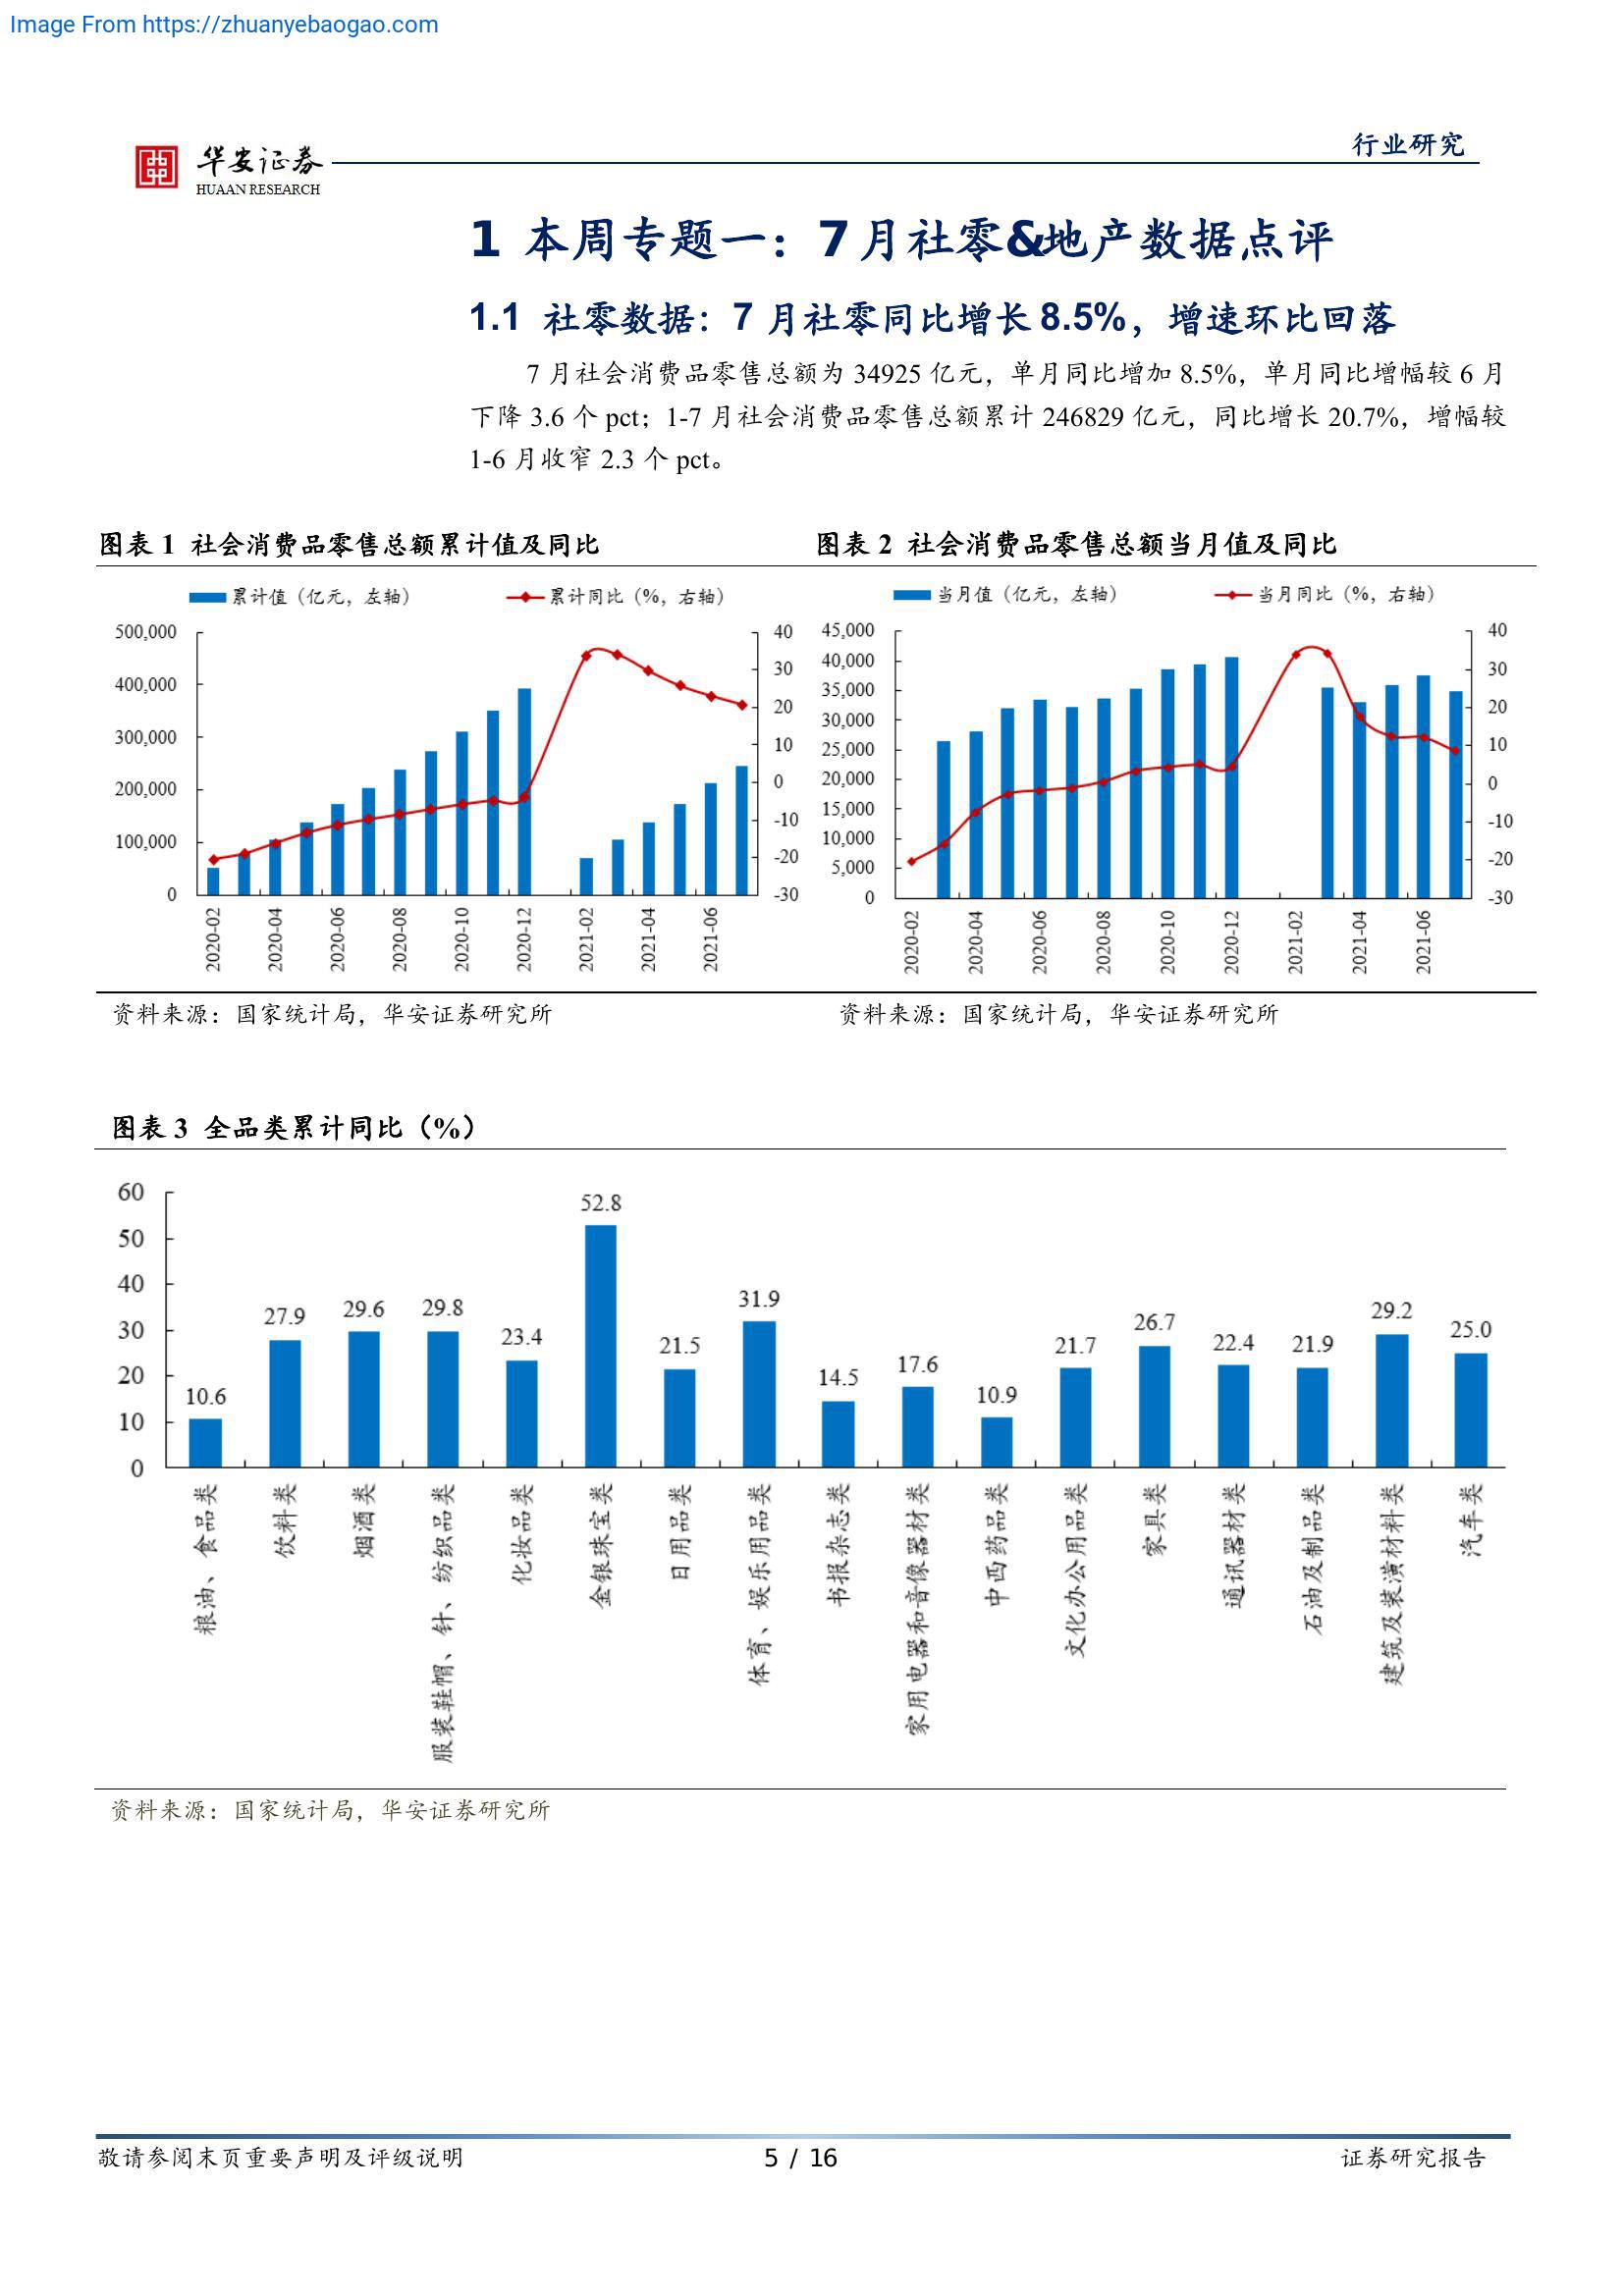 Image From https://zhuanyebaogao.com
华安证券
HUAAN RESEARCH
行业研究
1 本周专题一：7月社零&地产数据点评
1.1 社零数据：7月社零同比增长8.5%，增速环比回落
7月社会消费品零售总额为34925亿元，单月同比增加8.5%，单月同比增幅较6月
下降3.6个pct；1-7月社会消费品零售总额累计246829亿元，同比增长20.7%，增幅较
1-6月收窄2.3个pct。
图表1 社会消费品零售总额累计值及同比
累计值（亿元，左轴） 累计同比（%，右轴）
500,000
400,000
300,000
200,000
100,000
0
40
30
20
10
0
-10
-20
-30
2020-02
2020-04
2020-06
2020-08
2020-10
2020-12
2021-02
2021-04
2021-06
资料来源：国家统计局，华安证券研究所
图表2 社会消费品零售总额当月值及同比
当月值（亿元，左轴） 当月同比（%，右轴）
45,000
40,000
35,000
30,000
25,000
20,000
15,000
10,000
5,000
0
40
30
20
10
0
-10
-20
-30
2020-02
2020-04
2020-06
2020-08
2020-10
2020-12
2021-02
2021-04
2021-06
资料来源：国家统计局，华安证券研究所
图表3 全品类累计同比（%）
60
50
40
30
20
10
0
10.6
27.9
29.6
29.8
23.4
52.8
21.5
31.9
14.5
17.6
10.9
21.7
26.7
22.4
21.9
29.2
25.0
粮油、食品类
饮料类
烟酒类
服装鞋帽、针、纺织品类
化妆品类
金银珠宝类
日用品类
体育、娱乐用品类
书报杂志类
家用电器和音像器材类
中西药品类
文化办公用品类
家具类
通讯器材类
石油及制品类
建筑及装潢材料类
汽车类
资料来源：国家统计局，华安证券研究所
敬请参阅末页重要声明及评级说明
5 / 16
证券研究报告